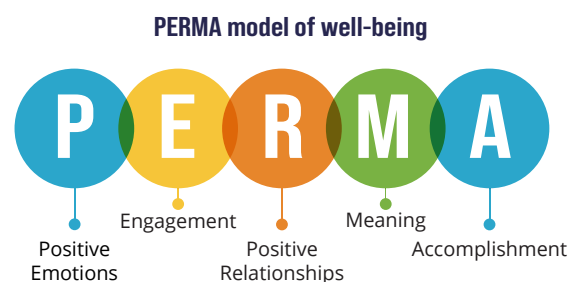 PERMA model of well-being
P E R M A
Engagement
Meaning
Positive
Emotions
Positive
Relationships
Accomplishment